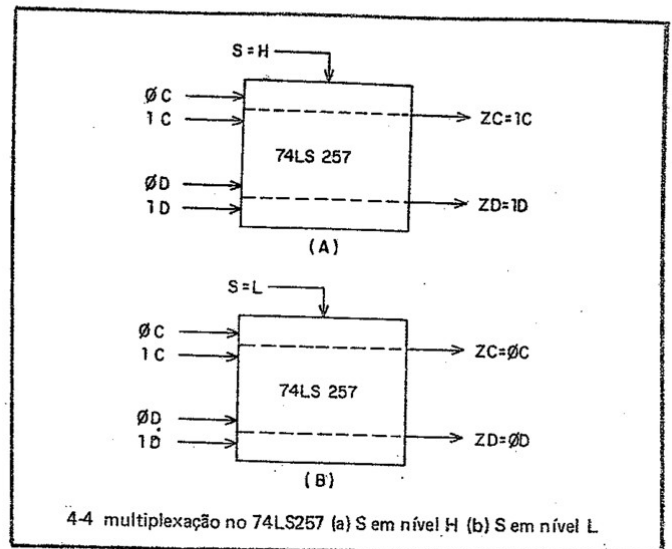 S=H
ØC
1C
ZC=1C
74LS 257
ØD
1D
ZD=1D
(A)
S=L
ØC
1C
ZC=ØC
74LS 257
ØD
1D
ZD=ØD
(B)
4-4 multiplexação no 74LS257 (a) S em nível H (b) S em nível L